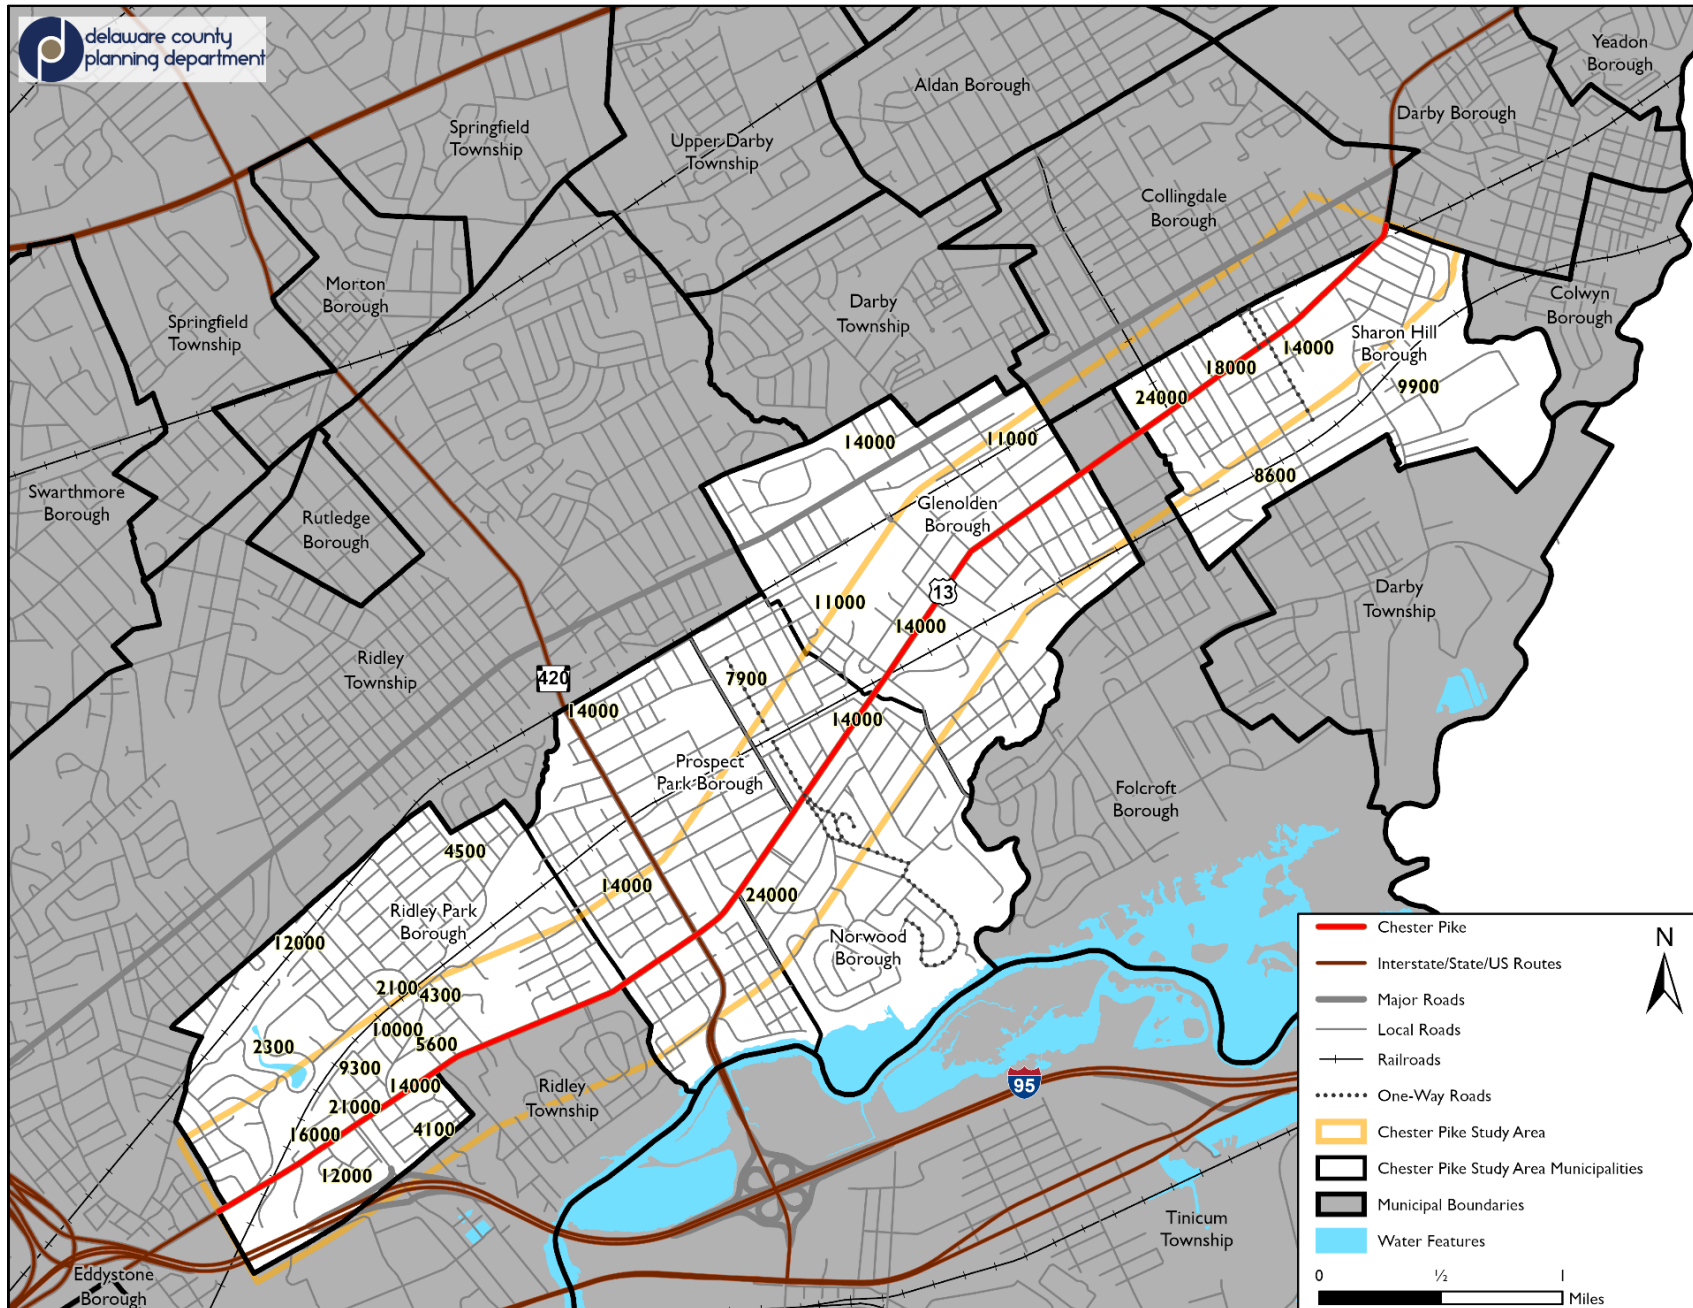 delaware county
planning department
Yeadon
Borough
Aldan Borough
Darby Borough
Springfield
Township
Upper Darby
Township
Collingdale
Borough
Morton
Borough
Colwyn
Borough
Springfield
Township
Darby
Township
Sharon Hill
Borough
14000
18000
9900
24000
14000
11000
8600
Swarthmore
Borough
Rutledge
Borough
Glenolden
Borough
13
11000
14000
Darby
Township
Ridley
Township
420
7900
14000
14000
Prospect
Park Borough
Folcroft
Borough
4500
14000
24000
Ridley Park
Borough
12000
Norwood
Borough
2100
4300
10000
5600
2300
9300
14000
21000
16000
4100
12000
Ridley
Township
95
Tinicum
Township
Eddystone
Borough
Chester Pike
N
Interstate/State/US Routes
Major Roads
Local Roads
Railroads
One-Way Roads
Chester Pike Study Area
Chester Pike Study Area Municipalities
Municipal Boundaries
Water Features
0 ½ 1
Miles